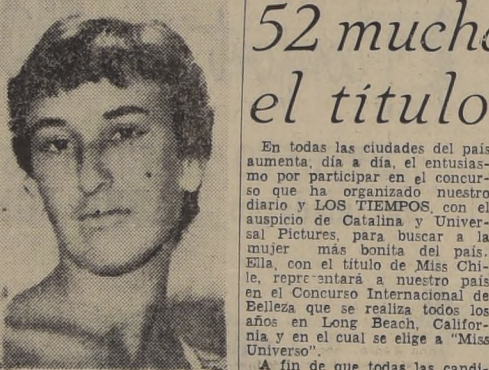 52 mucha
el título
En todas las ciudades del país
aumenta, día a día, el entusias-
mo por participar en el concur-
so que ha organizado nuestro
diario y LOS TIEMPOS, con el
auspicio de Catalina y Univer-
sal Pictures, para buscar a la
mujer más bonita del país.
Ella, con el título de Miss Chi-
le, representará a nuestro país
en el Concurso Internacional de
Belleza que se realiza todos los
años en Long Beach, Califor-
nia y en el cual se elige a "Miss
Universo".
A fin de que todas las candi-